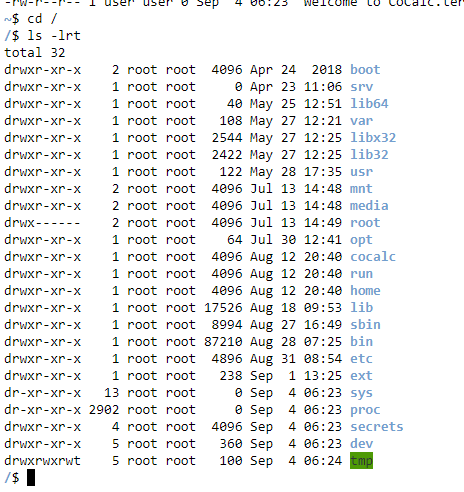 -rw-r--r-- 1 user user 0 Sep  4 06:23  Welcome to CoCalc.ter
~$ cd /
/$ ls -lrt
total 32
drwxr-xr-x    2 root root  4096 Apr 24  2018 boot
drwxr-xr-x    1 root root     0 Apr 23 11:06 srv
drwxr-xr-x    1 root root    40 May 25 12:51 lib64
drwxr-xr-x    1 root root   108 May 27 12:21 var
drwxr-xr-x    1 root root  2544 May 27 12:25 libx32
drwxr-xr-x    1 root root  2422 May 27 12:25 lib32
drwxr-xr-x    1 root root   122 May 28 17:35 usr
drwxr-xr-x    2 root root  4096 Jul 13 14:48 mnt
drwxr-xr-x    2 root root  4096 Jul 13 14:48 media
drwx------    2 root root  4096 Jul 13 14:49 root
drwxr-xr-x    1 root root    64 Jul 30 12:41 opt
drwxr-xr-x    1 root root  4096 Aug 12 20:40 cocalc
drwxr-xr-x    1 root root  4096 Aug 12 20:40 run
drwxr-xr-x    1 root root  4096 Aug 12 20:40 home
drwxr-xr-x    1 root root 17526 Aug 18 09:53 lib
drwxr-xr-x    1 root root  8994 Aug 27 16:49 sbin
drwxr-xr-x    1 root root 87210 Aug 28 07:25 bin
drwxr-xr-x    1 root root  4896 Aug 31 08:54 etc
drwxr-xr-x    1 root root   238 Sep  1 13:25 ext
dr-xr-xr-x   13 root root     0 Sep  4 06:23 sys
dr-xr-xr-x 2902 root root     0 Sep  4 06:23 proc
drwxr-xr-x    4 root root  4096 Sep  4 06:23 secrets
drwxr-xr-x    5 root root   360 Sep  4 06:23 dev
drwxrwxrwt    5 root root   100 Sep  4 06:24 tmp
/$